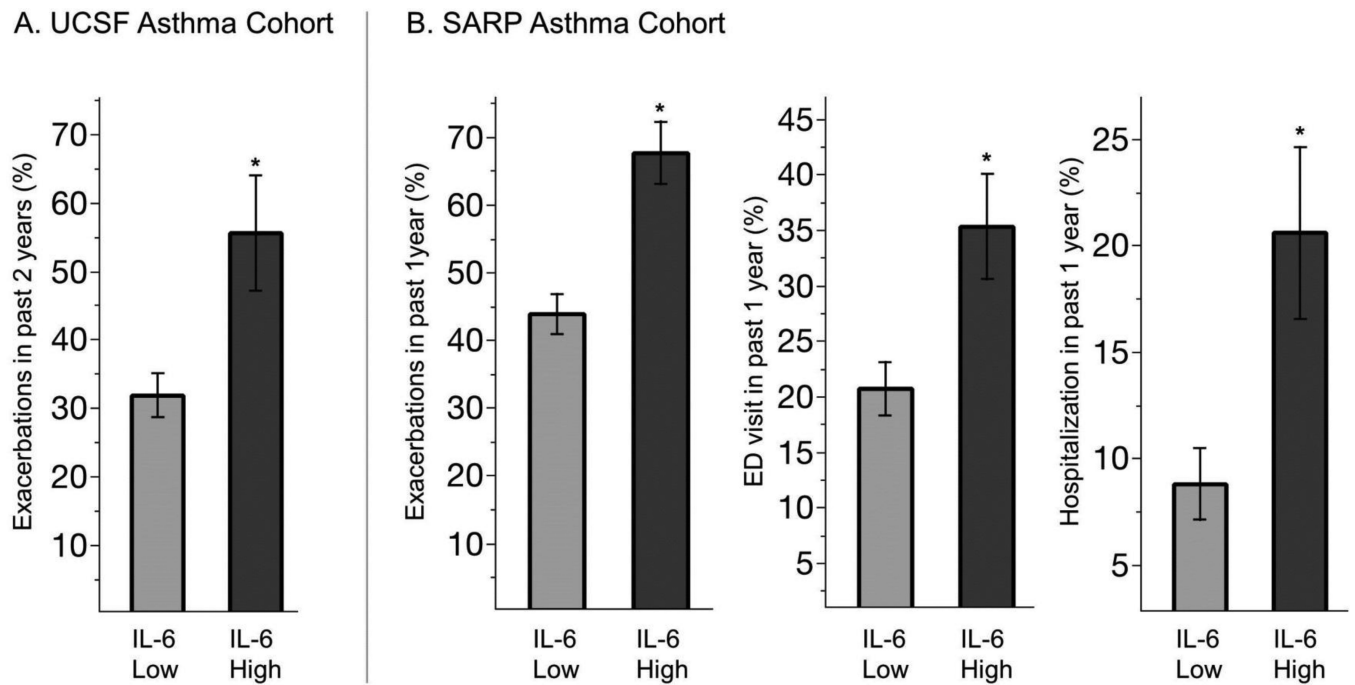 A. UCSF Asthma Cohort
Exacerbations in past 2 years (%)
70
60
50
40
30
20
10
*
IL-6
Low
IL-6
High
B. SARP Asthma Cohort
Exacerbations in past 1year (%)
70
60
50
40
30
20
10
*
IL-6
Low
IL-6
High
ED visit in past 1 year (%)
45
40
35
30
25
20
15
10
5
*
IL-6
Low
IL-6
High
Hospitalization in past 1 year (%)
25
20
15
10
5
*
IL-6
Low
IL-6
High